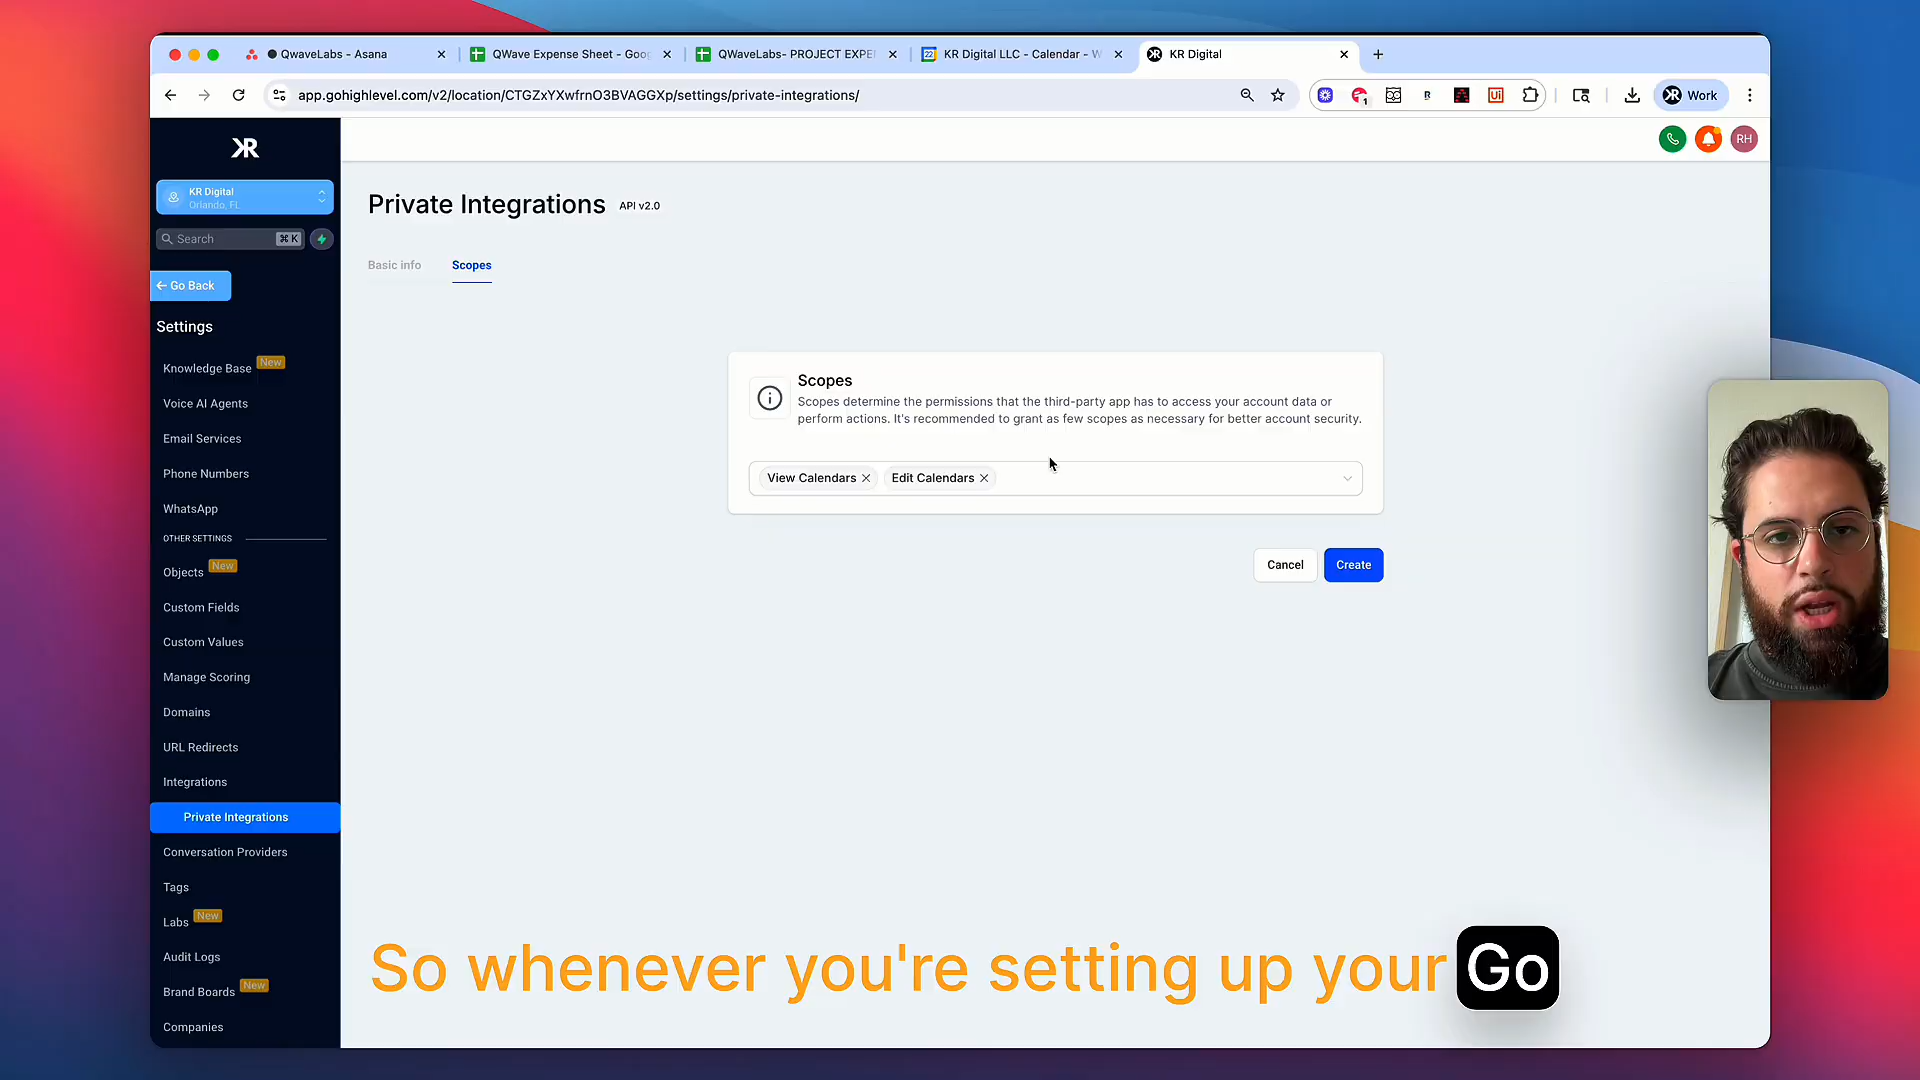 QwaveLabs - Asana
QWave Expense Sheet - Goog
QWaveLabs- PROJECT EXPE
22
KR Digital LLC - Calendar - W
KR Digital
app.gohighlevel.com/v2/location/CTGZxYXwfrnO3BVAGGXp/settings/private-integrations/
1
R
Ui
Work
KR
KR Digital
Orlando, FL
Search
⌘ K
Go Back
Settings
Knowledge Base New
Voice AI Agents
Email Services
Phone Numbers
WhatsApp
OTHER SETTINGS
Objects New
Custom Fields
Custom Values
Manage Scoring
Domains
URL Redirects
Integrations
Private Integrations
Conversation Providers
Tags
Labs New
Audit Logs
Brand Boards New
Companies
RH
Private Integrations API v2.0
Basic info Scopes
Scopes
Scopes determine the permissions that the third-party app has to access your account data or
perform actions. It's recommended to grant as few scopes as necessary for better account security.
View Calendars Edit Calendars
Cancel Create
So whenever you're setting up your Go